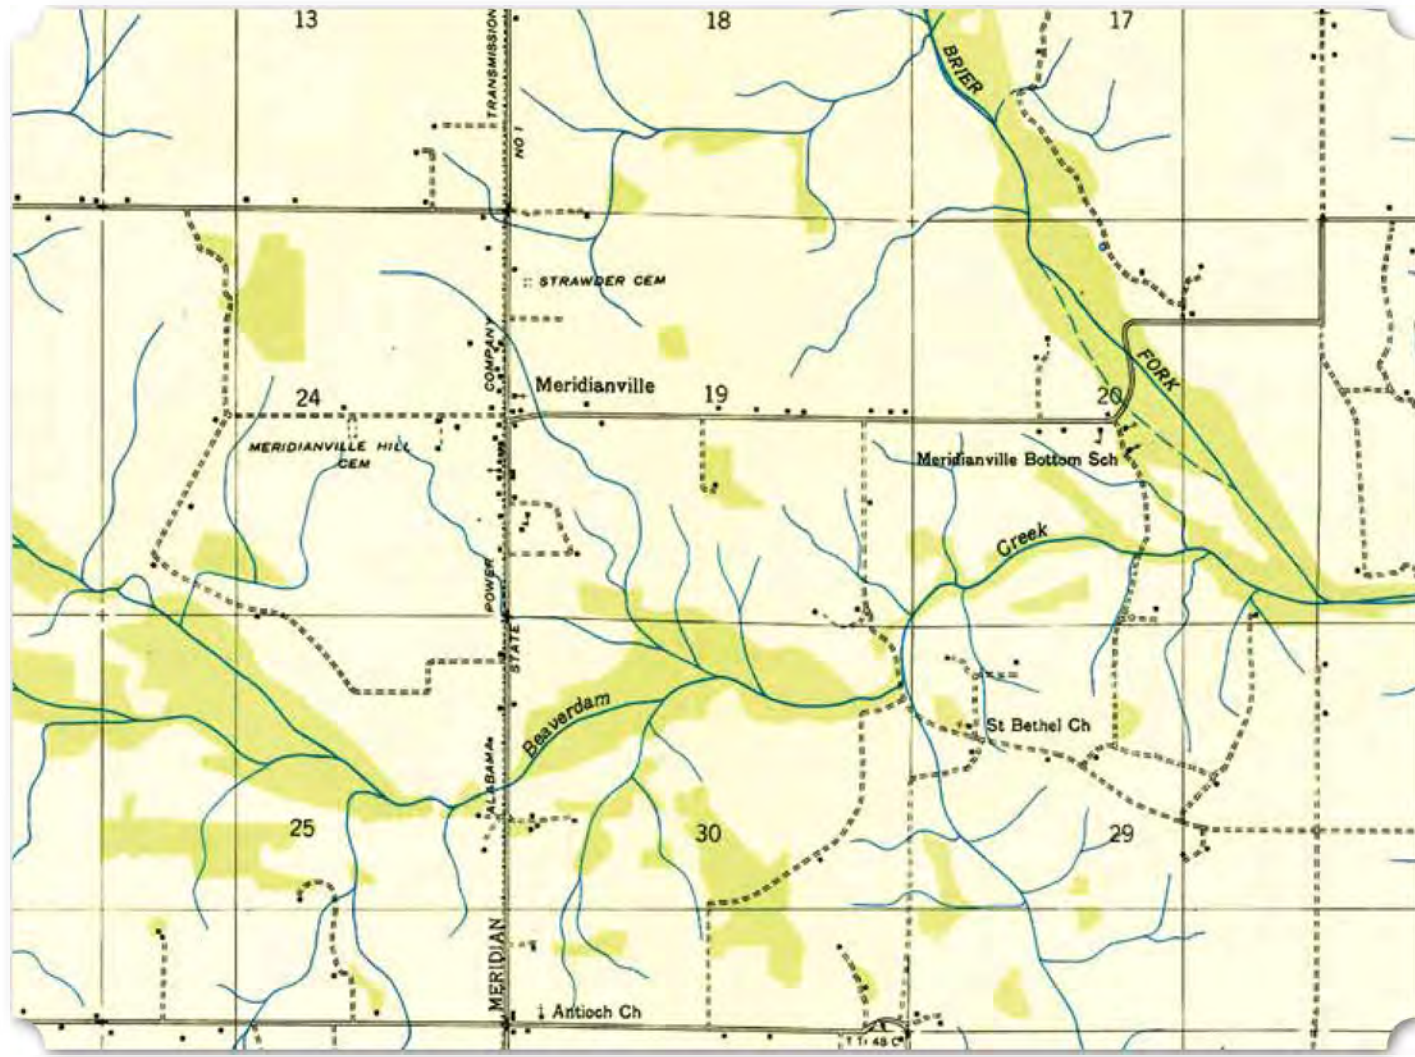 13
18
17
TRANSMISSION
NO 1
BRIER
STRAWDER CEM
COMPANY
Meridianville
FORK
24
19
20
MERIDIANVILLE HILL
CEM
Meridianville Bottom Sch
Creek
POWER
STATE
Beaverdam
St Bethel Ch
ALABAMA
25
30
29
MERIDIAN
Antioch Ch